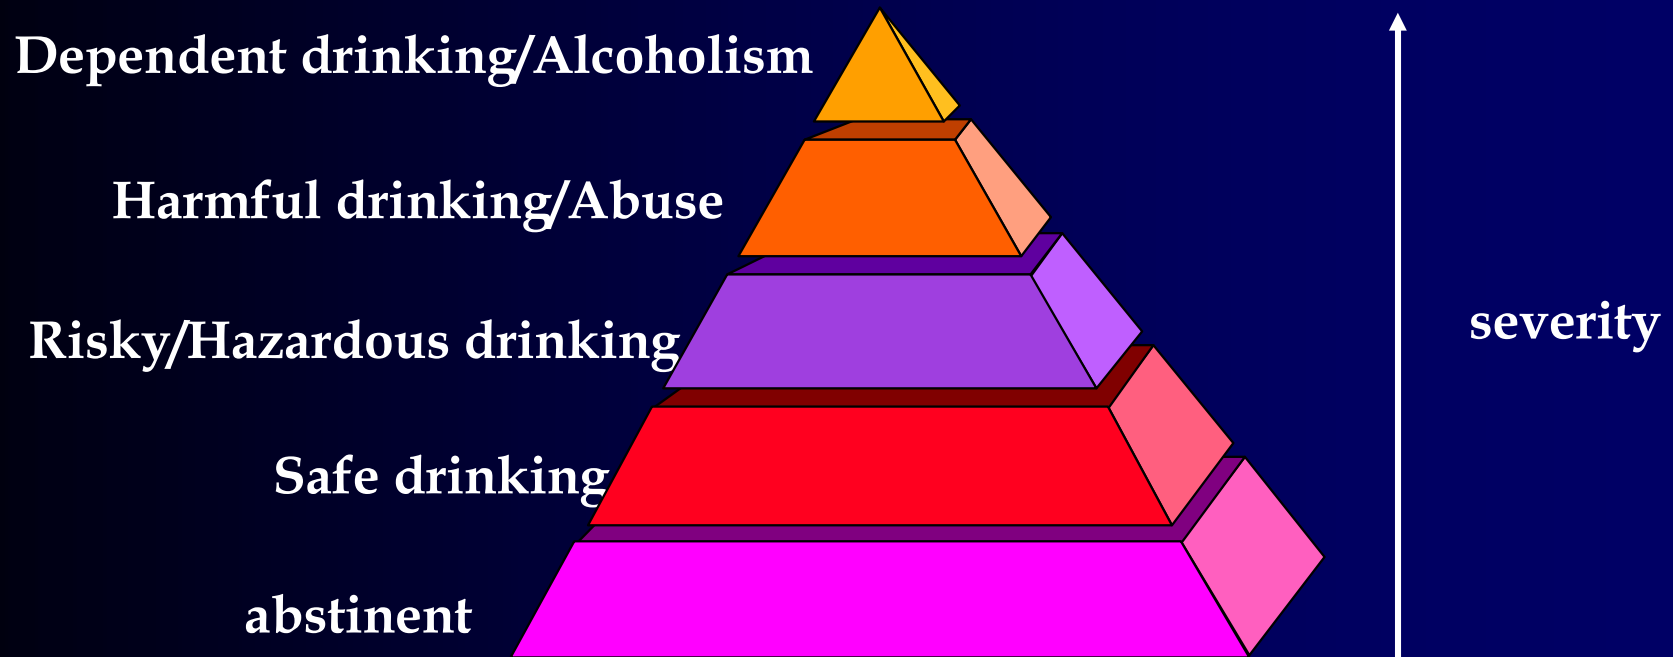 Dependent drinking/Alcoholism
Harmful drinking/Abuse
Risky/Hazardous drinking
severity
Safe drinking
abstinent